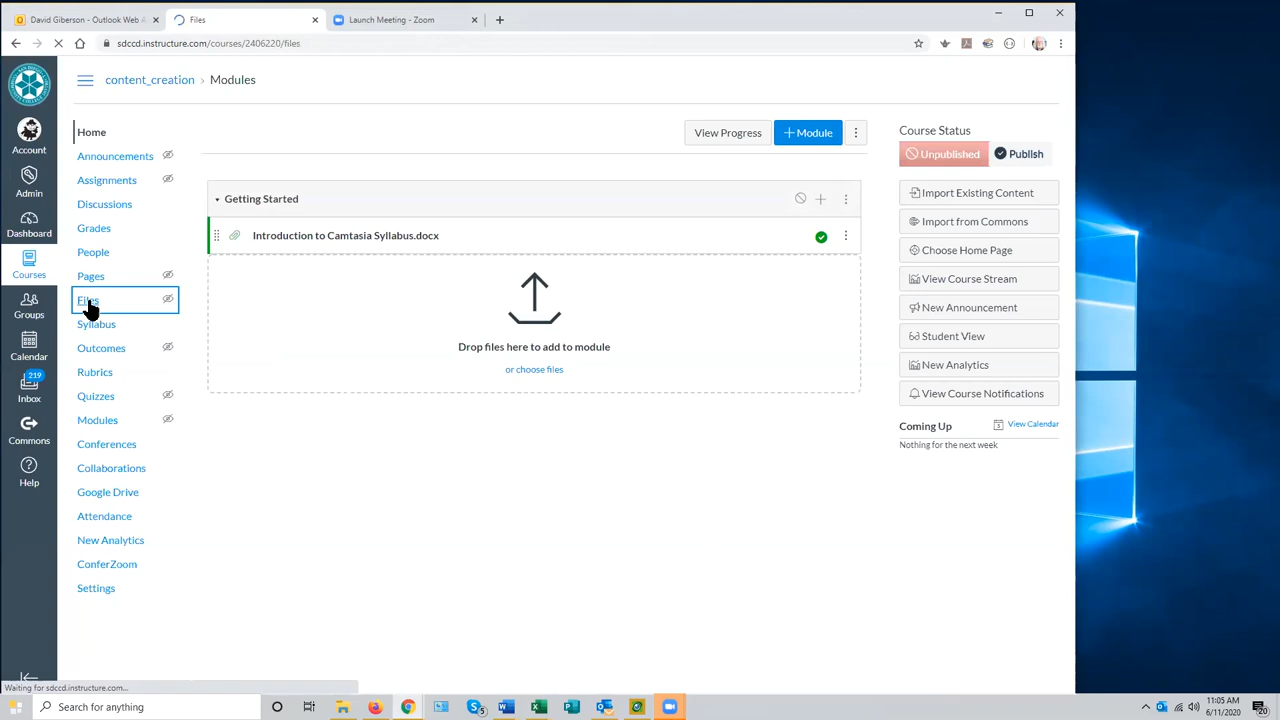 David Giberson - Outlook Web A
Files
Launch Meeting - Zoom
sdccd.instructure.com/courses/2406220/files
content_creation › Modules
Account
Admin
Dashboard
Courses
Groups
Calendar
219
Inbox
Commons
Help
Home
Announcements
Assignments
Discussions
Grades
People
Pages
Files
Syllabus
Outcomes
Rubrics
Quizzes
Modules
Conferences
Collaborations
Google Drive
Attendance
New Analytics
ConferZoom
Settings
View Progress
+ Module
Getting Started
Introduction to Camtasia Syllabus.docx
Drop files here to add to module
or choose files
Course Status
Unpublished
Publish
Import Existing Content
Import from Commons
Choose Home Page
View Course Stream
New Announcement
Student View
New Analytics
View Course Notifications
Coming Up
View Calendar
Nothing for the next week
Waiting for sdccd.instructure.com...
Type here to search
11:05 AM
6/11/2020